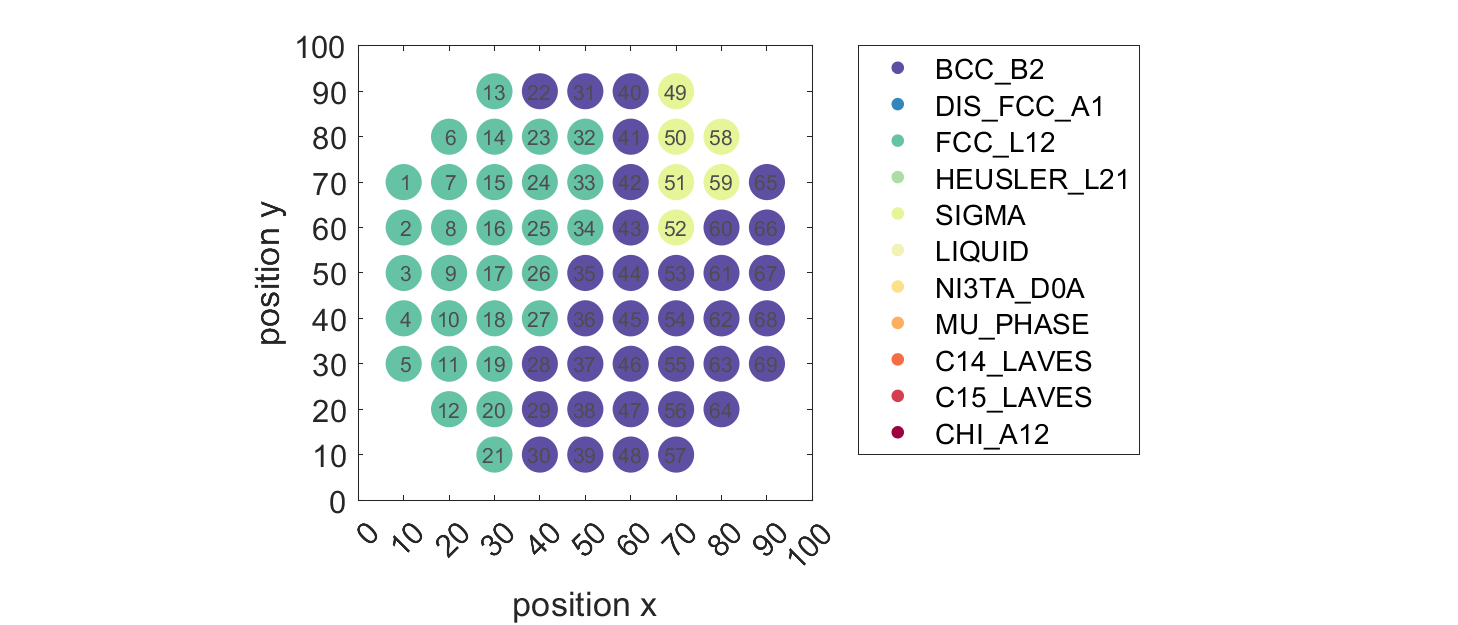 100
90
80
70
60
50
40
30
20
10
0
position y
13 22 31 40 49
6 14 23 32 41 50 58
1 7 15 24 33 42 51 59 65
2 8 16 25 34 43 52 60 66
3 9 17 26 35 44 53 61 67
4 10 18 27 36 45 54 62 68
5 11 19 28 37 46 55 63 69
12 20 29 38 47 56 64
21 30 39 48 57
0 10 20 30 40 50 60 70 80 90 100
position x
BCC_B2
DIS_FCC_A1
FCC_L12
HEUSLER_L21
SIGMA
LIQUID
NI3TA_D0A
MU_PHASE
C14_LAVES
C15_LAVES
CHI_A12